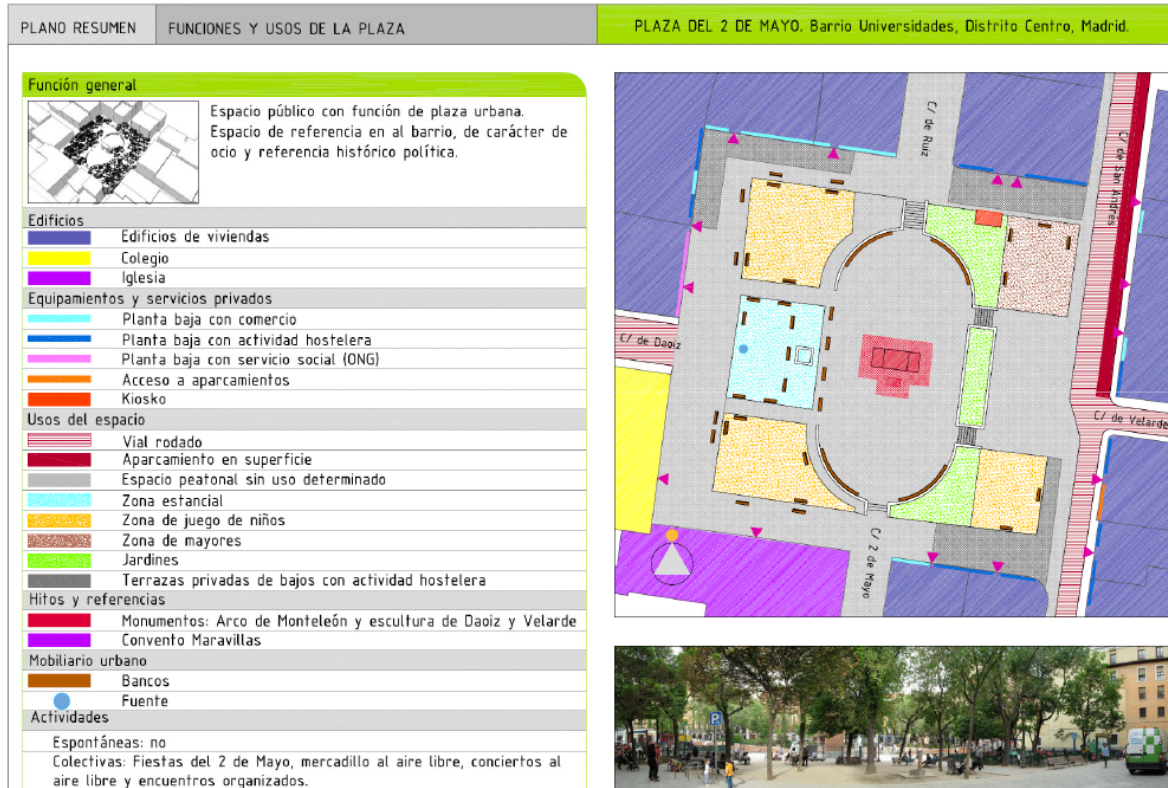 PLANO RESUMEN
FUNCIONES Y USOS DE LA PLAZA
PLAZA DEL 2 DE MAYO. Barrio Universidades, Distrito Centro, Madrid.
Función general
Espacio público con función de plaza urbana.
Espacio de referencia en al barrio, de carácter de
ocio y referencia histórico política.
Edificios
Edificios de viviendas
Colegio
Iglesia
Equipamientos y servicios privados
Planta baja con comercio
Planta baja con actividad hostelera
Planta baja con servicio social (ONG)
Acceso a aparcamientos
Kiosko
Usos del espacio
Vial rodado
Aparcamiento en superficie
Espacio peatonal sin uso determinado
Zona estancial
Zona de juego de niños
Zona de mayores
Jardines
Terrazas privadas de bajos con actividad hostelera
Hitos y referencias
Monumentos: Arco de Monteleón y escultura de Daoiz y Velarde
Convento Maravillas
Mobiliario urbano
Bancos
Fuente
Actividades
Espontáneas: no
Colectivas: Fiestas del 2 de Mayo, mercadillo al aire libre, conciertos al
aire libre y encuentros organizados.
C/ de Ruiz
C/ de San Andrés
C/ de Daoiz
C/ de Velarde
C/ 2 de Mayo
P